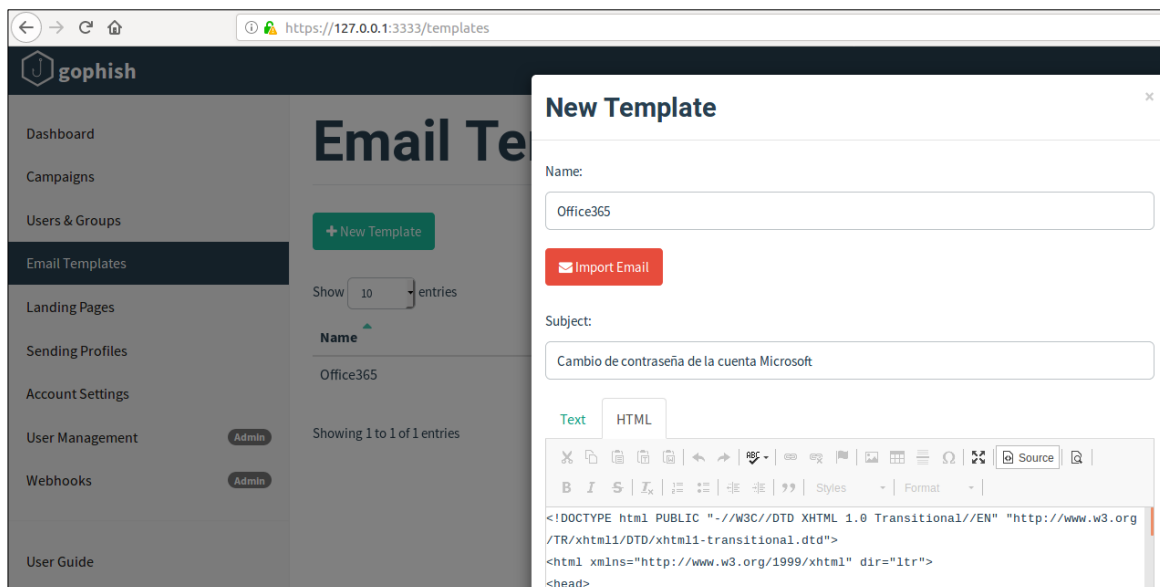 https://127.0.0.1:3333/templates
gophish
Dashboard
Campaigns
Users & Groups
Email Templates
Landing Pages
Sending Profiles
Account Settings
User Management Admin
Webhooks Admin
User Guide
Email Te
New Template
Show 10 entries
Name
Office365
Showing 1 to 1 of 1 entries
New Template
×
Name:
Office365
Import Email
Subject:
Cambio de contraseña de la cuenta Microsoft
Text HTML
ABC Source
B I S Ix Styles Format
<!DOCTYPE html PUBLIC "-//W3C//DTD XHTML 1.0 Transitional//EN" "http://www.w3.org
/TR/xhtml1/DTD/xhtml1-transitional.dtd">
<html xmlns="http://www.w3.org/1999/xhtml" dir="ltr">
<head>